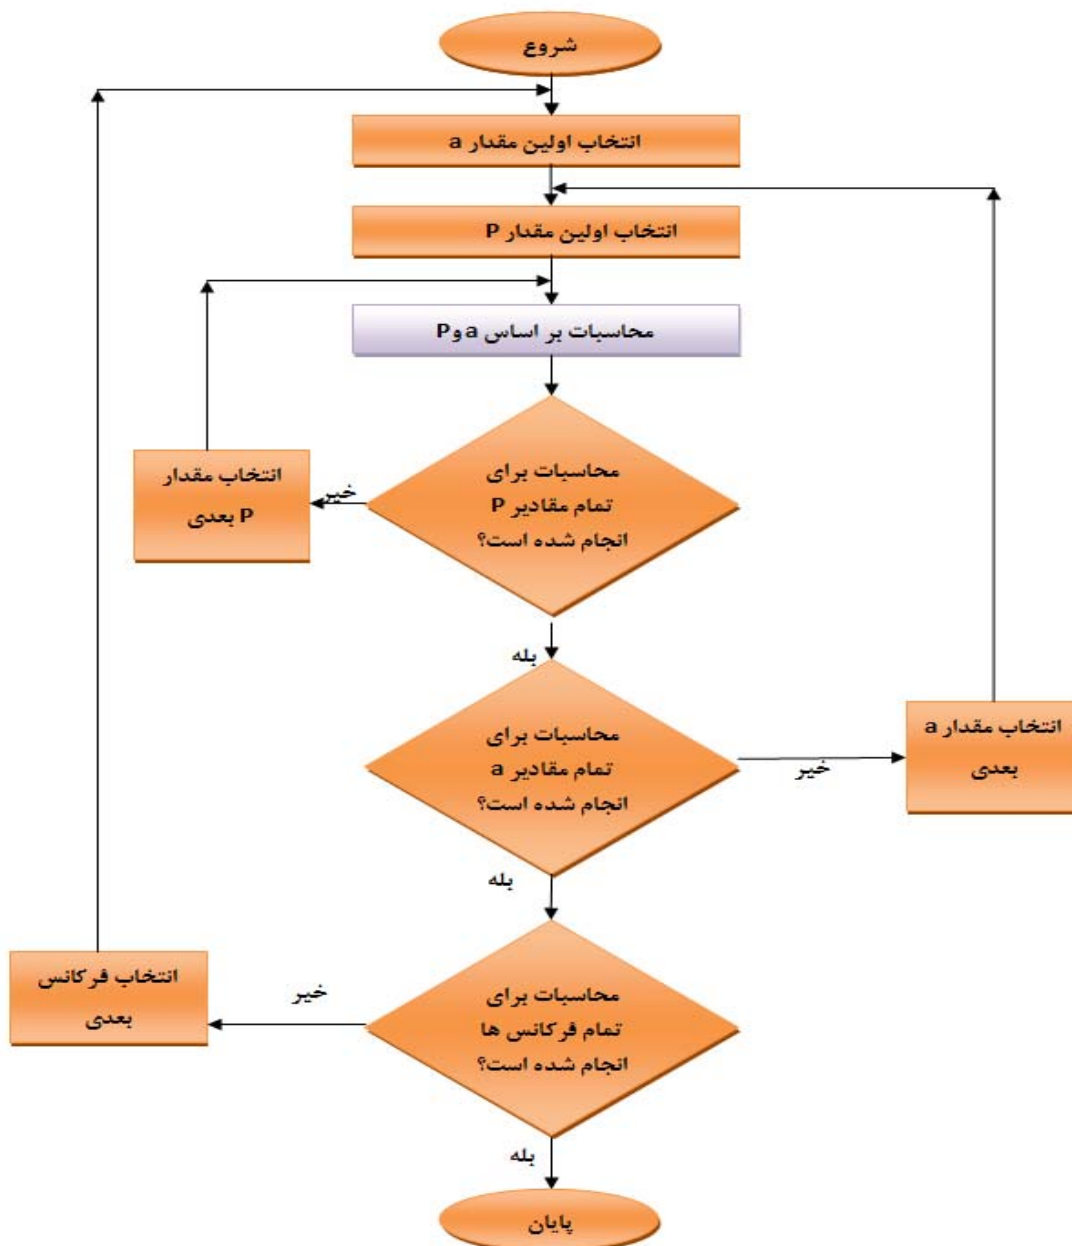 شروع
انتخاب اولین مقدار a
انتخاب اولین مقدار P
محاسبات بر اساس a و P
محاسبات برای
تمام مقادیر P
انجام شده است؟
خیر
انتخاب مقدار
P بعدی
بله
محاسبات برای
تمام مقادیر a
انجام شده است؟
خیر
انتخاب مقدار a
بعدی
بله
محاسبات برای
تمام فرکانس ها
انجام شده است؟
خیر
انتخاب فرکانس
بعدی
بله
پایان